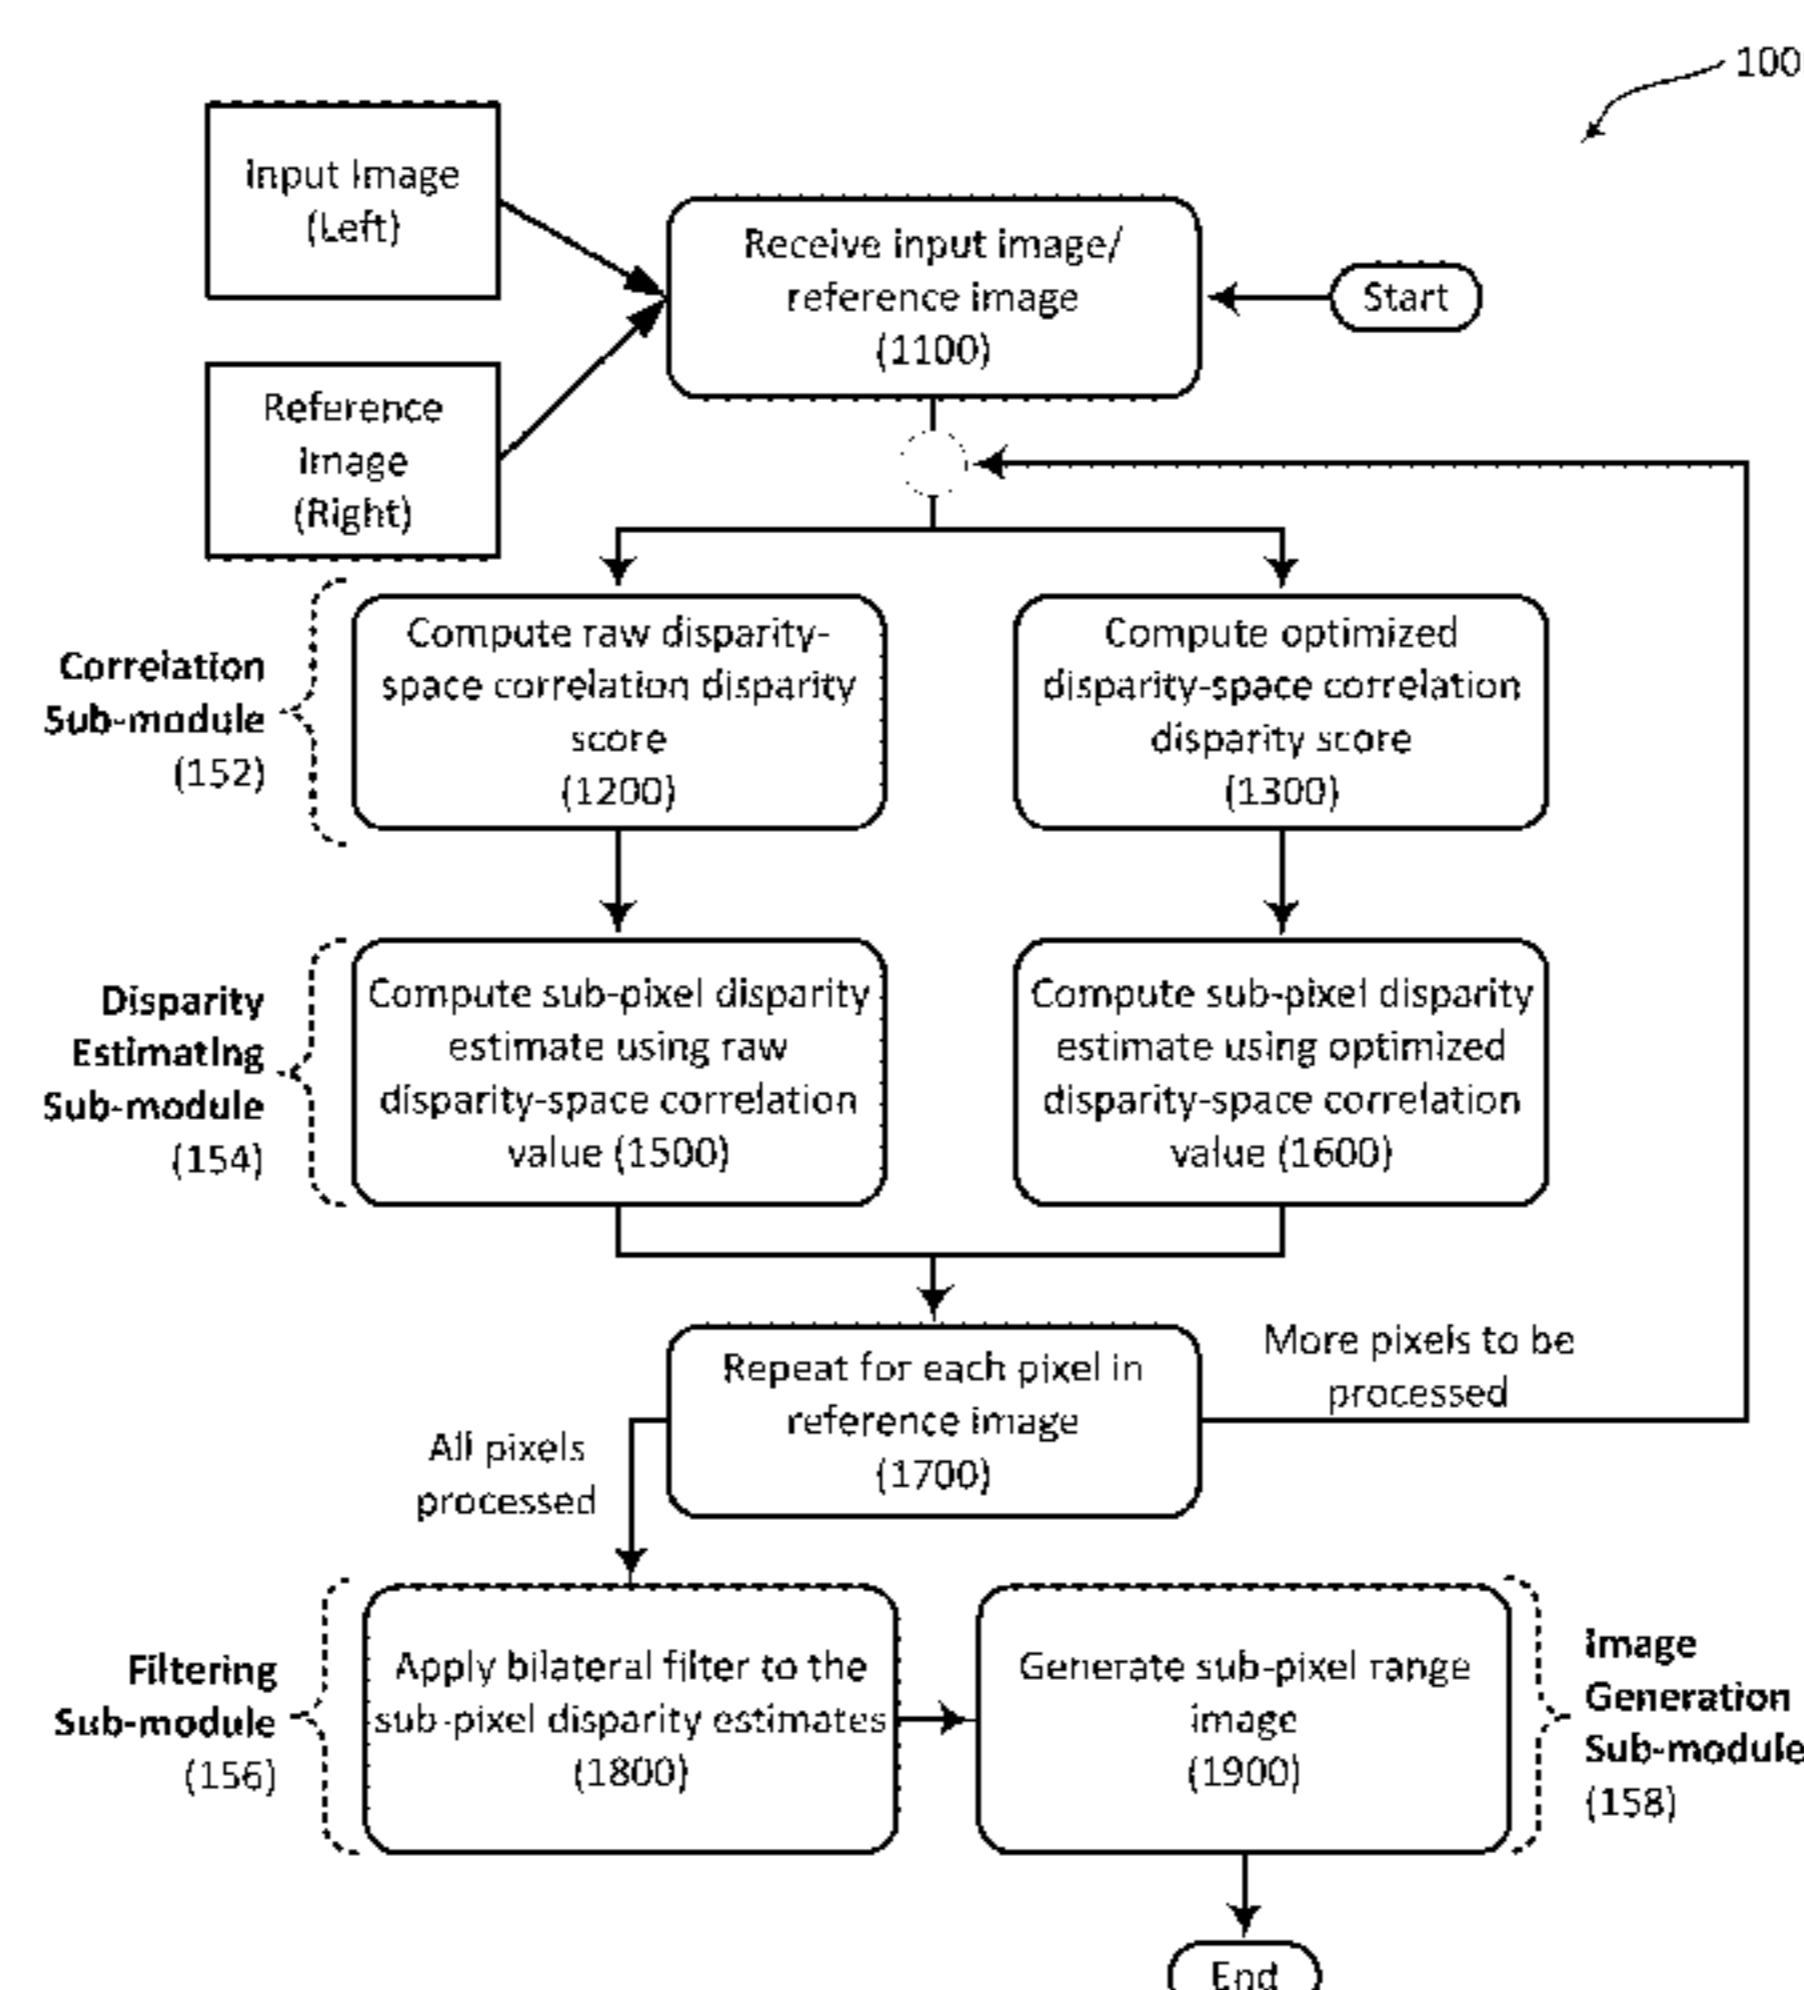 100
Input Image
(Left)
Receive input image/
reference image
(1100)
Start
Reference
Image
(Right)
Correlation
Sub-module
(152)
Compute raw disparity-
space correlation disparity
score
(1200)
Compute optimized
disparity-space correlation
disparity score
(1300)
Disparity
Estimating
Sub-module
(154)
Compute sub-pixel disparity
estimate using raw
disparity-space correlation
value (1500)
Compute sub-pixel disparity
estimate using optimized
disparity-space correlation
value (1600)
Repeat for each pixel in
reference image
(1700)
More pixels to be
processed
All pixels
processed
Filtering
Sub-module
(156)
Apply bilateral filter to the
sub-pixel disparity estimates
(1800)
Generate sub-pixel range
image
(1900)
Image
Generation
Sub-module
(158)
End